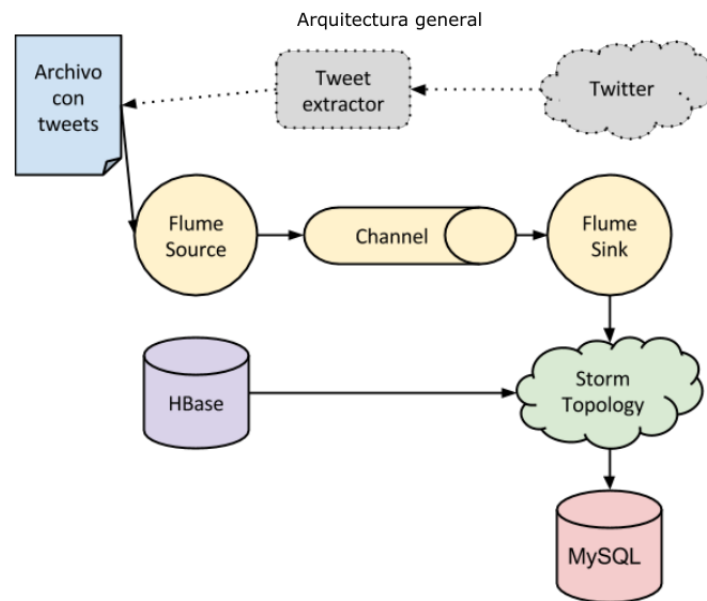 Arquitectura general
Archivo
con
tweets
Tweet
extractor
Twitter
Flume
Source
Channel
Flume
Sink
HBase
Storm
Topology
MySQL